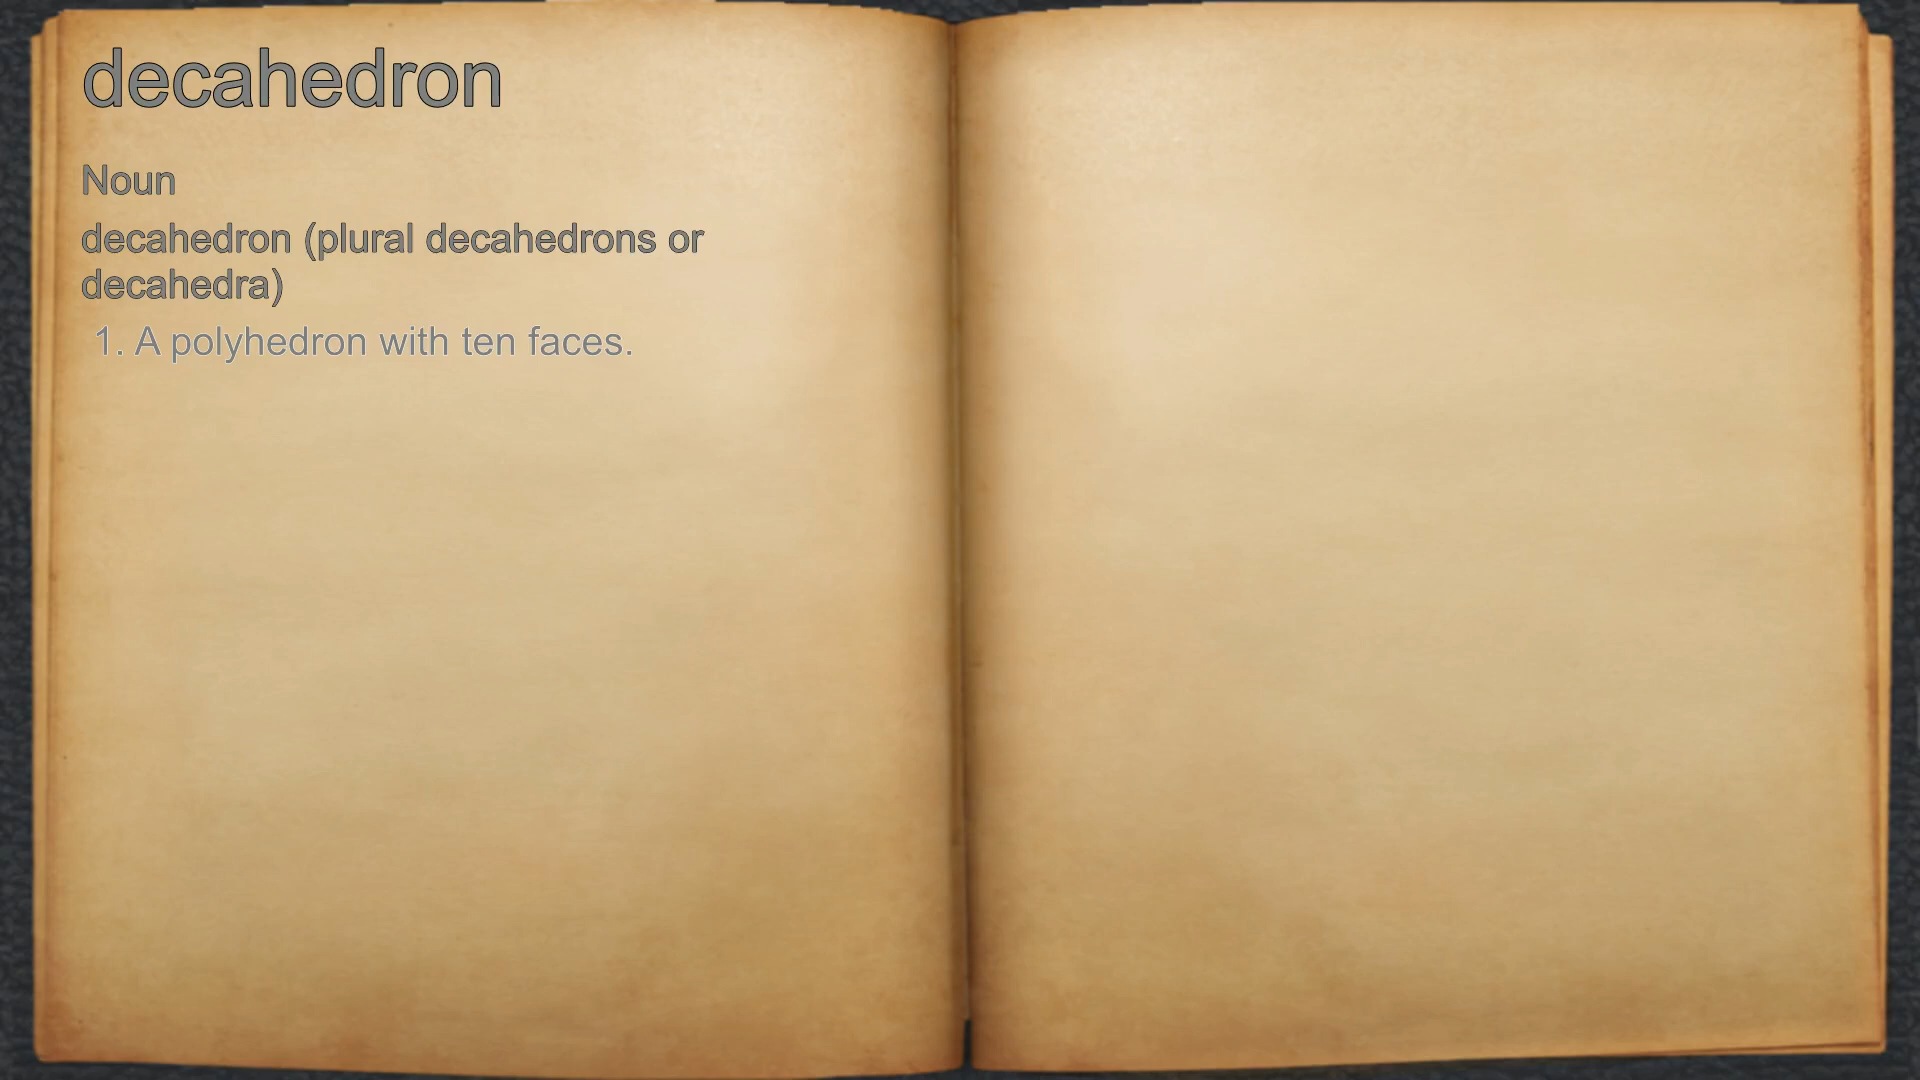 decahedron
Noun
decahedron (plural decahedrons or
decahedra)
1. A polyhedron with ten faces.